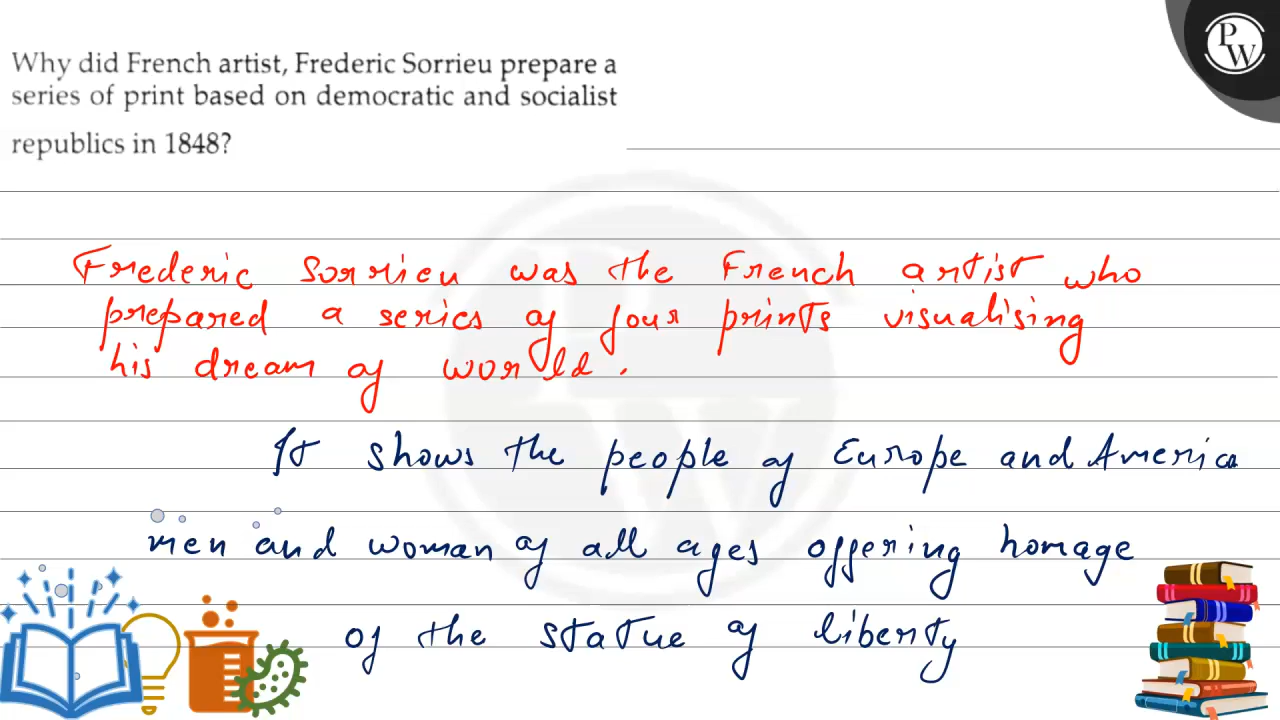 Why did French artist, Frederic Sorrieu prepare a
series of print based on democratic and socialist
republics in 1848?
PW
Frederic Sorrieu was the French artist who
prepared a series of four prints visualising
his dream of world.
It shows the people of Europe and America
men and woman of all ages offering homage
of the statue of liberty